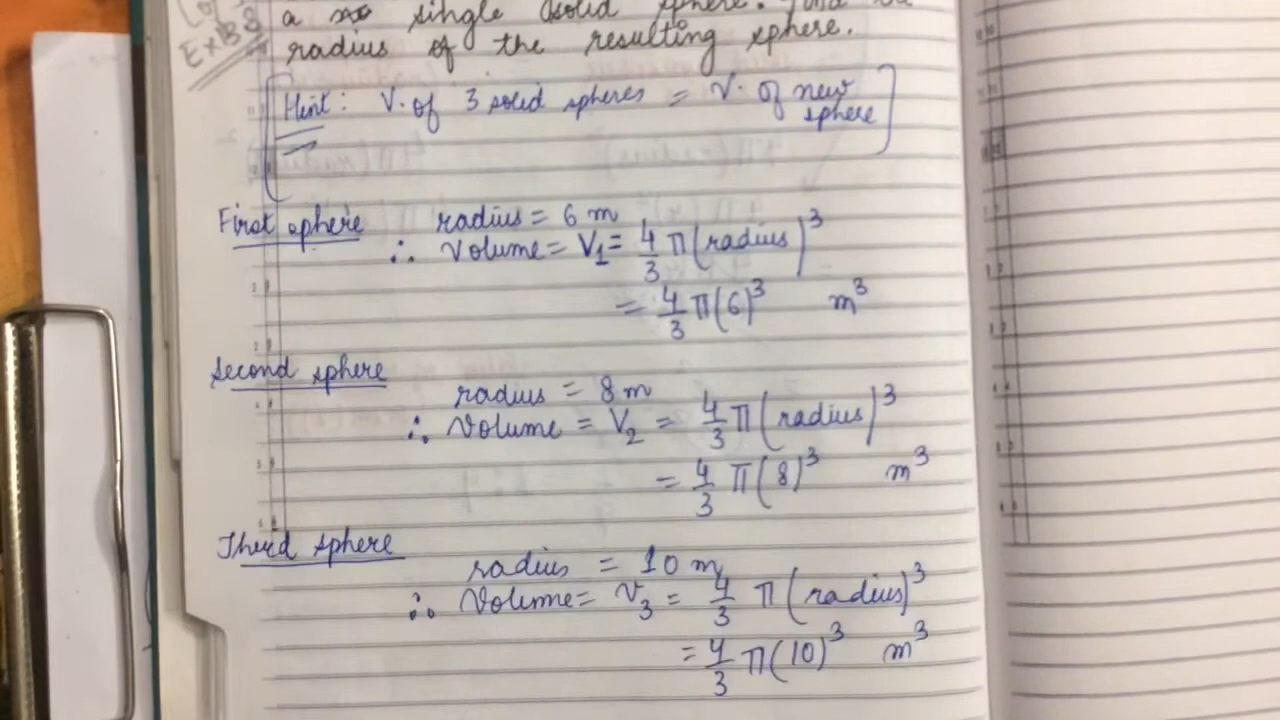 Ex 13.8
a single solid sphere. Find the
radius of the resulting sphere.
Hint: V. of 3 solid spheres = V. of new
sphere
First sphere radius = 6 m
∴ Volume = V₁ = 4/3 π (radius)³
= 4/3 π(6)³ m³
Second sphere
radius = 8 m
∴ Volume = V₂ = 4/3 π (radius)³
= 4/3 π (8)³ m³
Third sphere
radius = 10 m
∴ Volume = V₃ = 4/3 π (radius)³
= 4/3 π (10)³ m³